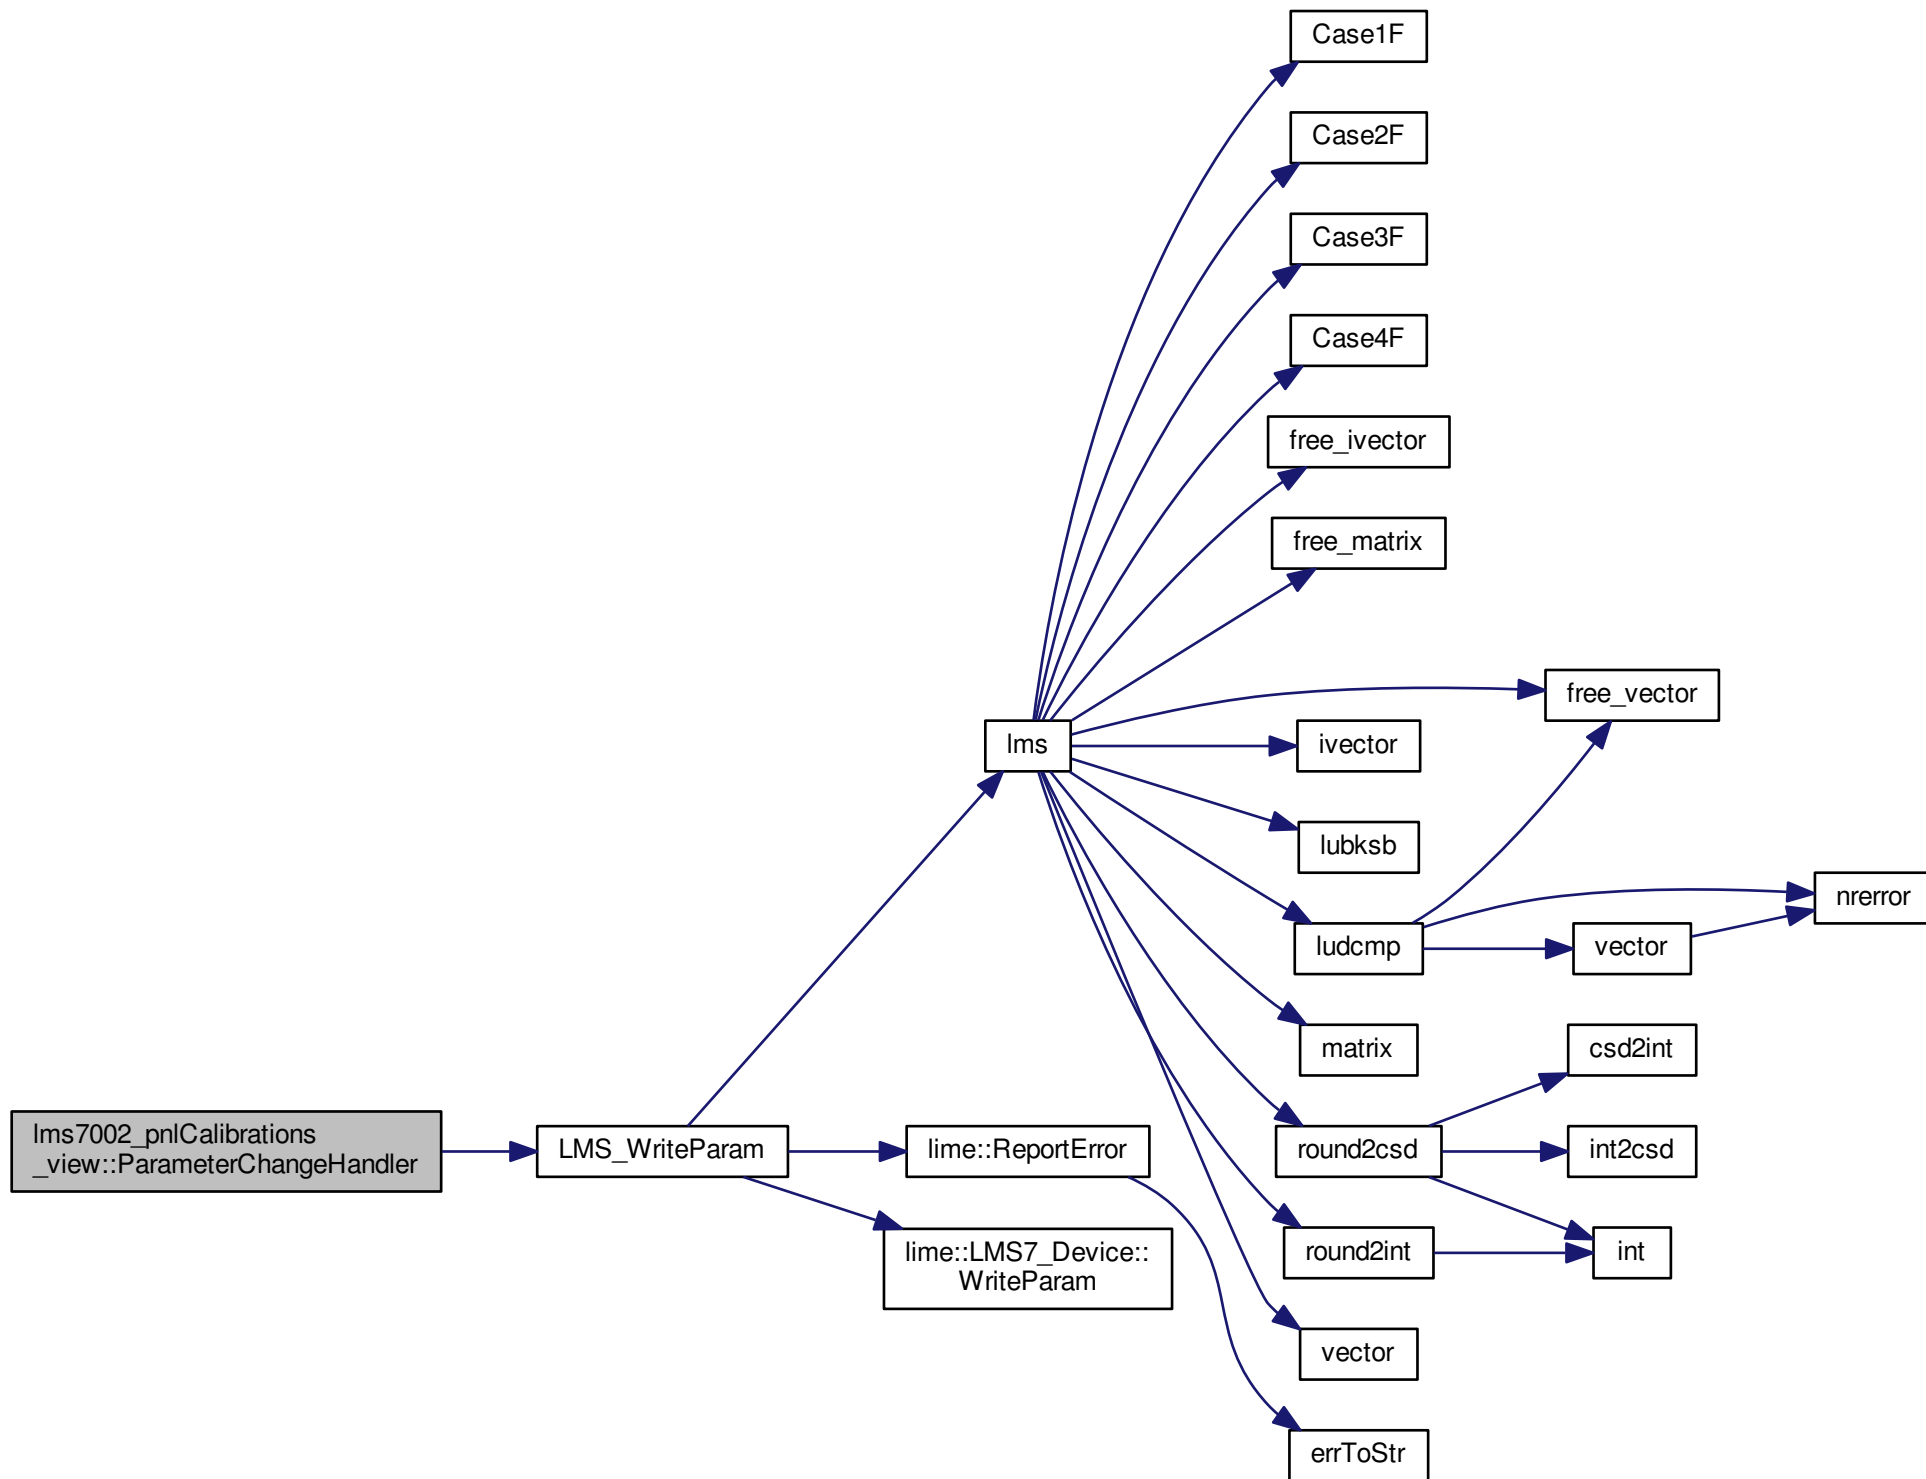 Case1F
Case2F
Case3F
Case4F
free_ivector
free_matrix
free_vector
lms
ivector
lubksb
nrerror
ludcmp
vector
matrix
csd2int
lms7002_pnlCalibrations
_view::ParameterChangeHandler
LMS_WriteParam
lime::ReportError
round2csd
int2csd
lime::LMS7_Device::
WriteParam
round2int
int
vector
errToStr